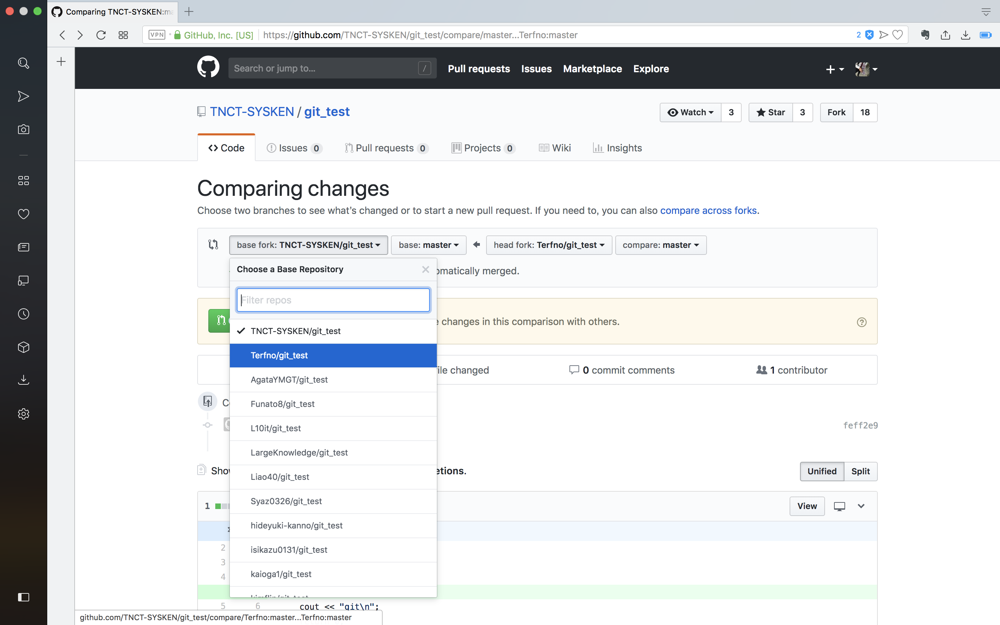 Comparing TNCT-SYSKEN:ma
VPN GitHub, Inc. [US] https://github.com/TNCT-SYSKEN/git_test/compare/master...Terfno:master 2
Search or jump to... / Pull requests Issues Marketplace Explore
TNCT-SYSKEN / git_test Watch 3 Star 3 Fork 18
Code Issues 0 Pull requests 0 Projects 0 Wiki Insights
Comparing changes
Choose two branches to see what's changed or to start a new pull request. If you need to, you can also compare across forks.
base fork: TNCT-SYSKEN/git_test base: master head fork: Terfno/git_test compare: master
Choose a Base Repository
omatically merged.
Filter repos
changes in this comparison with others.
TNCT-SYSKEN/git_test
Terfno/git_test
ile changed 0 commit comments 1 contributor
AgataYMGT/git_test
Funato8/git_test
L10it/git_test
feff2e9
LargeKnowledge/git_test
Show etions. Unified Split
Liao40/git_test
Syaz0326/git_test
1 View
hideyuki-kanno/git_test
2 isikazu0131/git_test
3
4 kaioga1/git_test
5 6 cout << "git\n";
github.com/TNCT-SYSKEN/git_test/compare/Terfno:master...Terfno:master